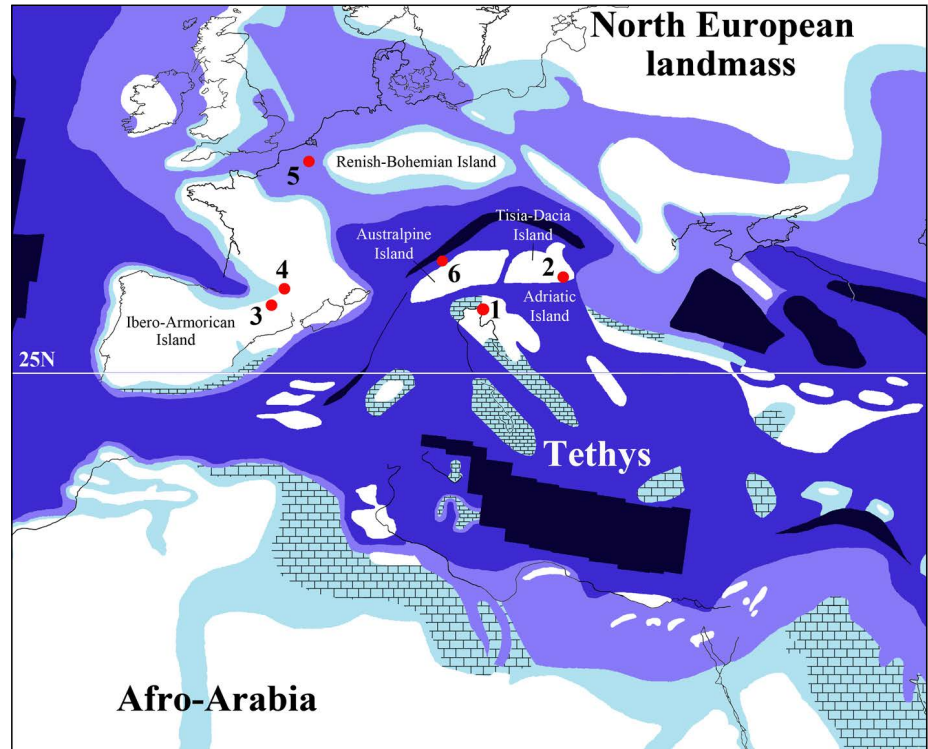 North European
landmass
Renish-Bohemian Island
5
Tisia-Dacia
Island
Australpine
Island
6
2
4
3
1
Adriatic
Island
Ibero-Armorican
Island
25N
Tethys
Afro-Arabia